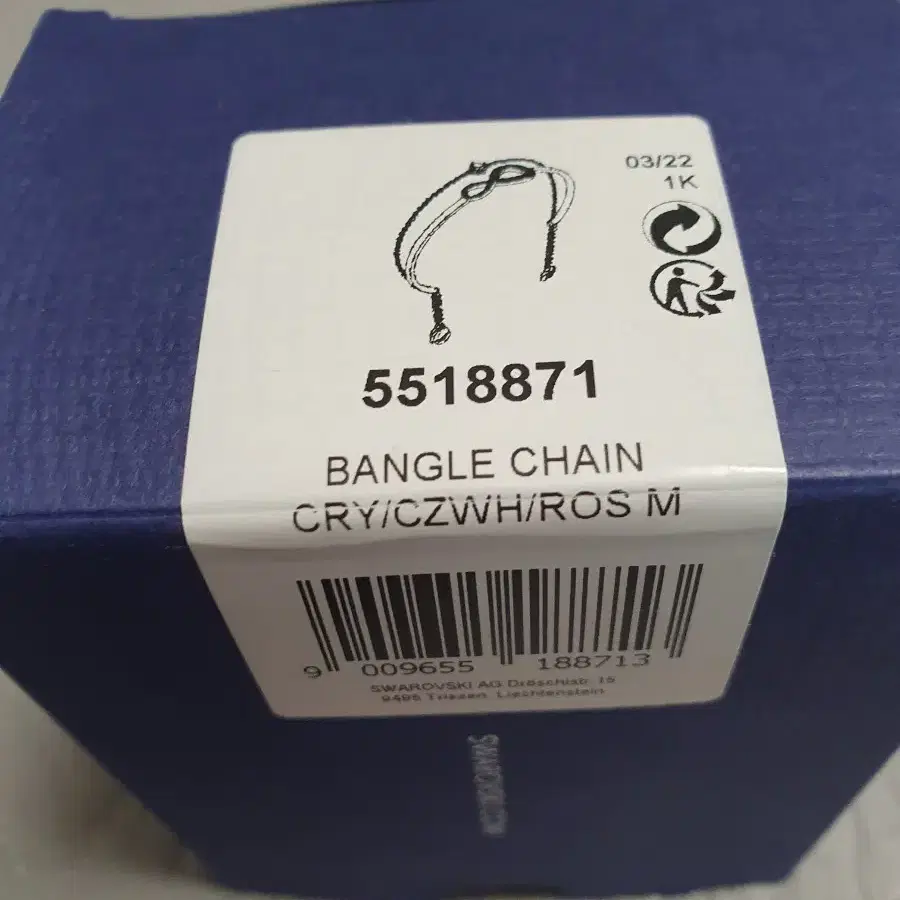 03/22
1K
5518871
BANGLE CHAIN
CRY/CZWH/ROS M
9 009655 188713
SWAROVSKI AG Dröschistr. 15
9495 Triesen, Liechtenstein
SWAROVSKI.COM